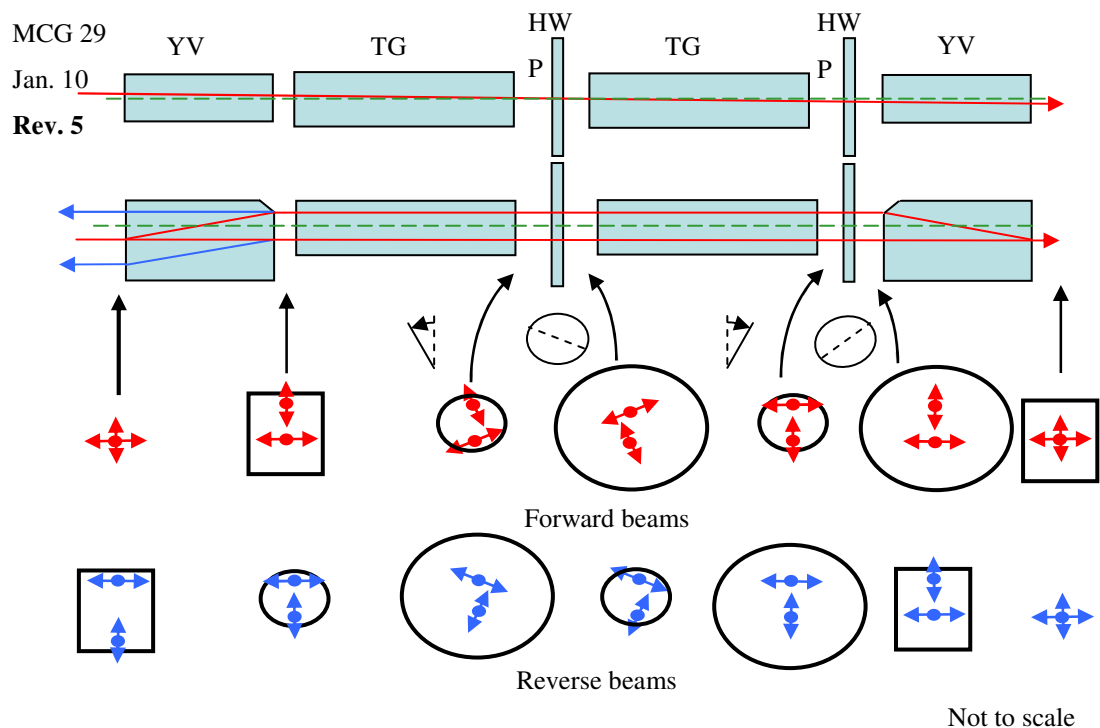 MCG 29
Jan. 10
Rev. 5
YV
TG
HW
P
TG
HW
P
YV
Forward beams
Reverse beams
Not to scale